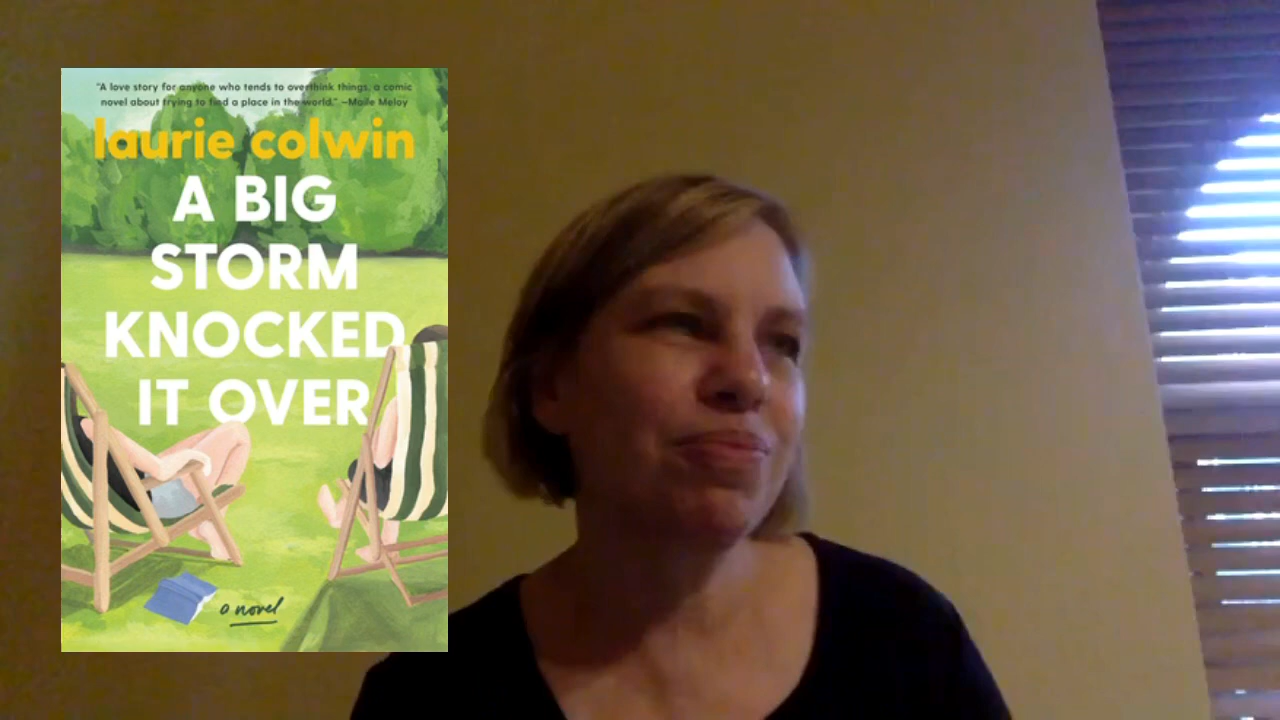 "A love story for anyone who tends to overthink things, a comic
novel about trying to find a place in the world." —Maile Meloy
laurie colwin
A BIG
STORM
KNOCKED
IT OVER
a novel